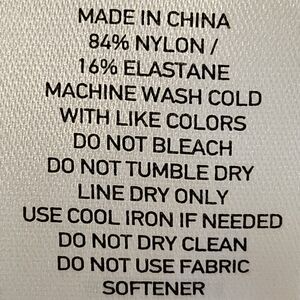 MADE IN CHINA
84% NYLON /
16% ELASTANE
MACHINE WASH COLD
WITH LIKE COLORS
DO NOT BLEACH
DO NOT TUMBLE DRY
LINE DRY ONLY
USE COOL IRON IF NEEDED
DO NOT DRY CLEAN
DO NOT USE FABRIC
SOFTENER